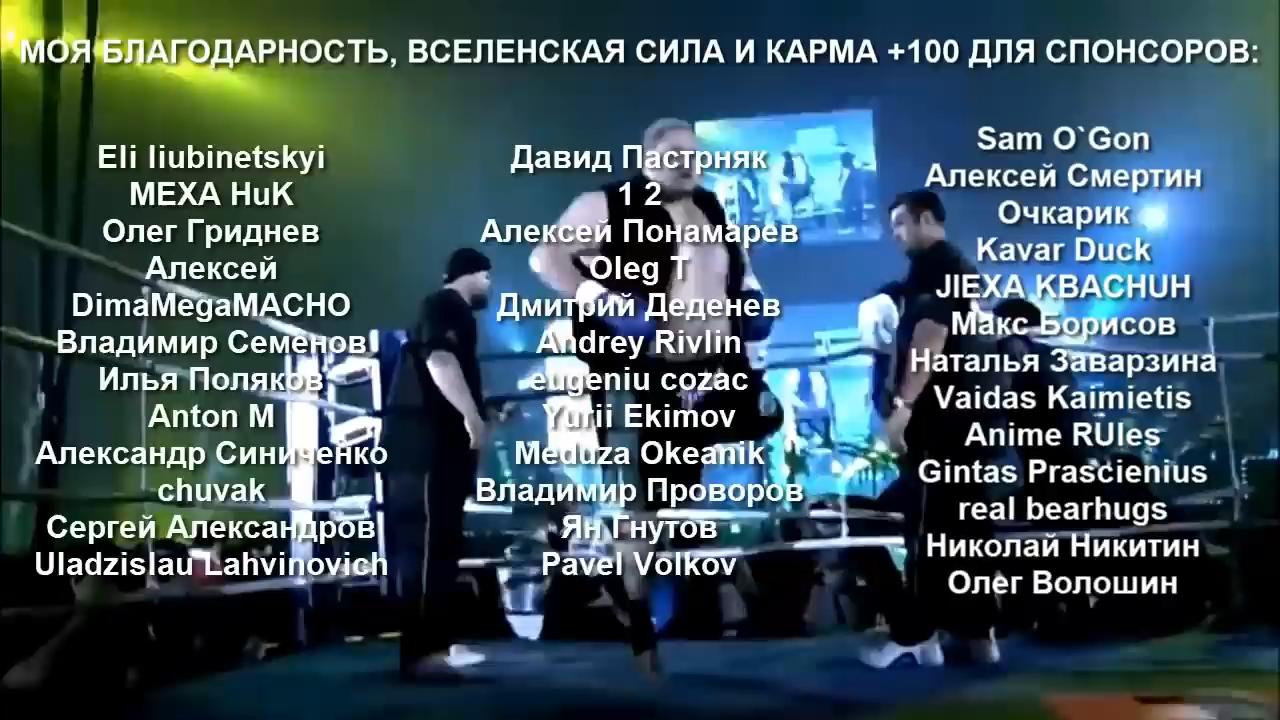 МОЯ БЛАГОДАРНОСТЬ, ВСЕЛЕНСКАЯ СИЛА И КАРМА +100 ДЛЯ СПОНСОРОВ:
Eli liubinetskyi
MEXA HuK
Олег Гриднев
Алексей
DimaMegaMACHO
Владимир Семёнов
Илья Поляков
Anton M
Александр Синиченко
chuvak
Сергей Александров
Uladzislau Lahvinovich
Давид Пастрняк
1 2
Алексей Понамарев
Oleg T
Дмитрий Деденев
Andrey Rivlin
eugeniu cozac
Yurii Ekimov
Meduza Okeanik
Владимир Проворов
Ян Гнутов
Pavel Volkov
Sam O`Gon
Алексей Смертин
Очкарик
Kavar Duck
JIEXA KBACHUH
Макс Борисов
Наталья Заварзина
Vaidas Kaimietis
Anime RUles
Gintas Prascienius
real bearhugs
Николай Никитин
Олег Волошин